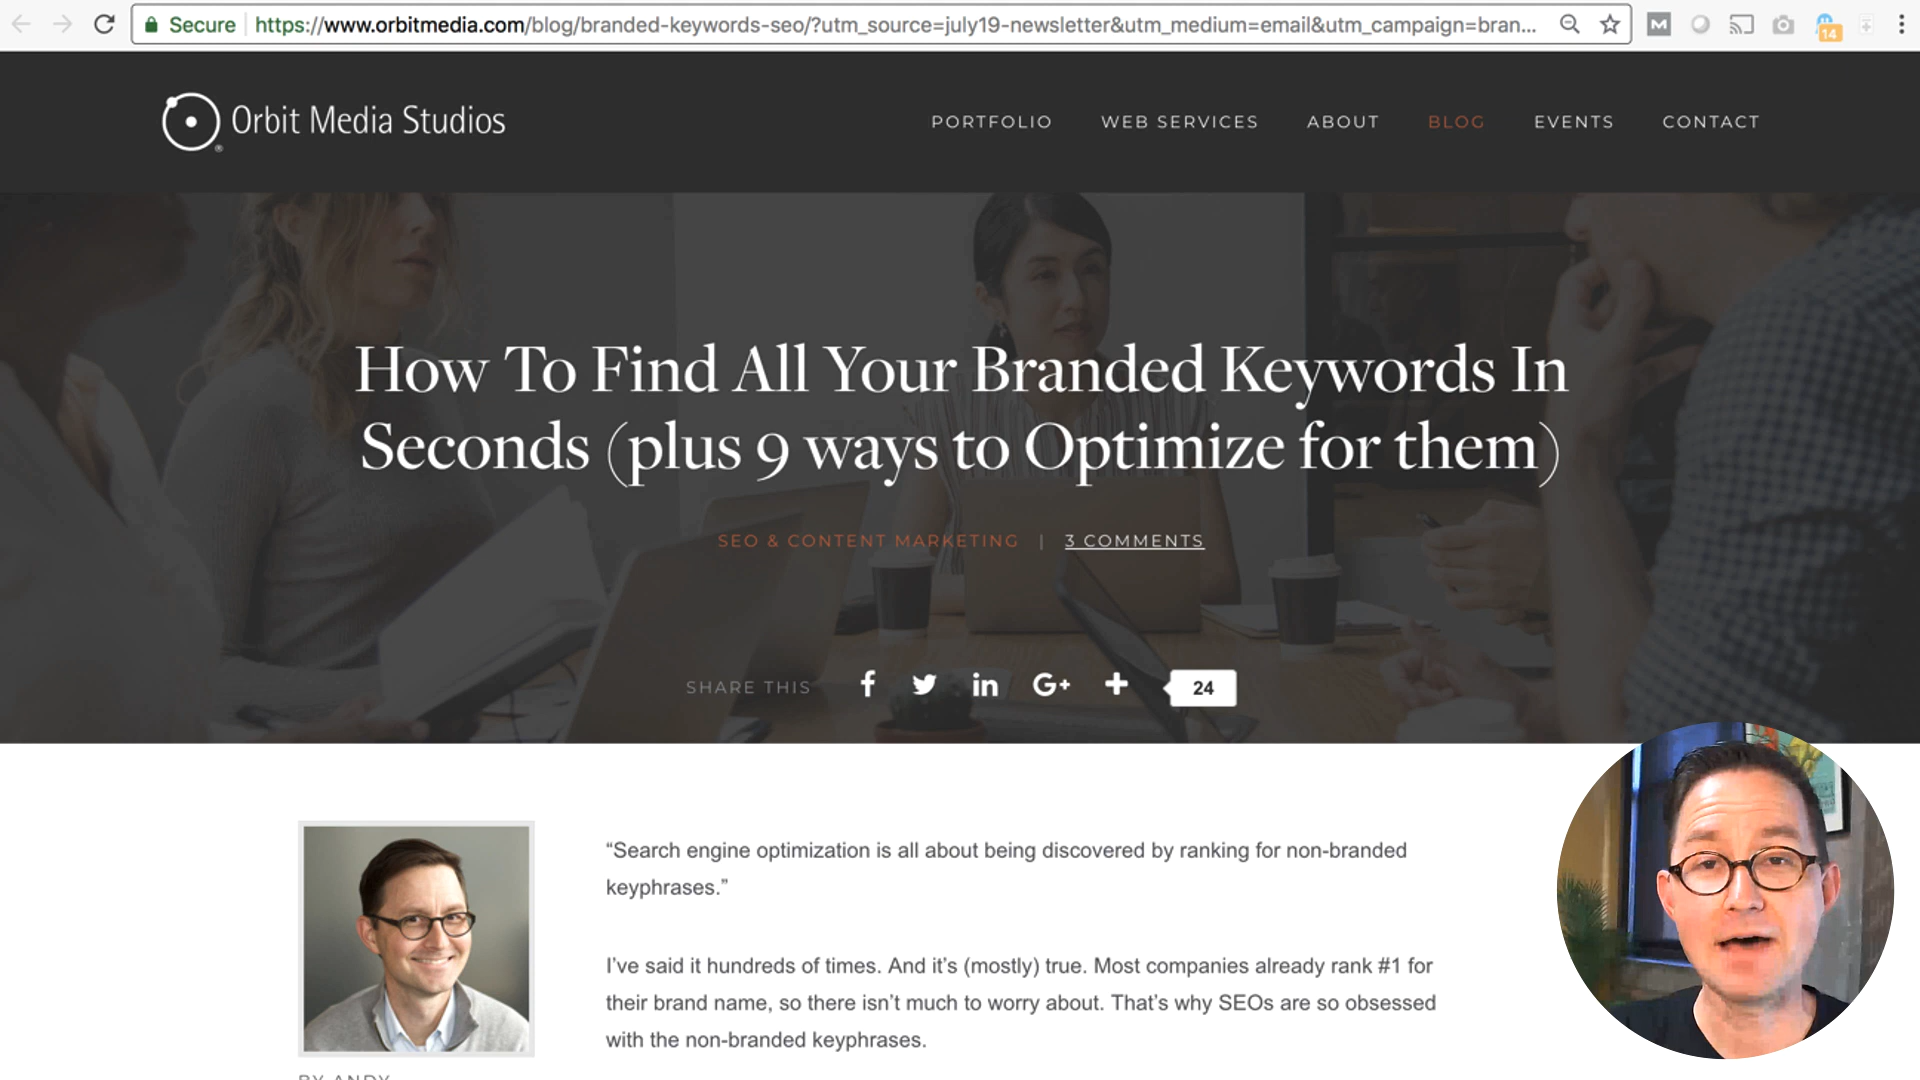 Secure https://www.orbitmedia.com/blog/branded-keywords-seo/?utm_source=july19-newsletter&utm_medium=email&utm_campaign=bran...
14
Orbit Media Studios
®
PORTFOLIO WEB SERVICES ABOUT BLOG EVENTS CONTACT
How To Find All Your Branded Keywords In
Seconds (plus 9 ways to Optimize for them)
SEO & CONTENT MARKETING | 3 COMMENTS
SHARE THIS f in G+ + 24
“Search engine optimization is all about being discovered by ranking for non-branded
keyphrases.”
I’ve said it hundreds of times. And it’s (mostly) true. Most companies already rank #1 for
their brand name, so there isn’t much to worry about. That’s why SEOs are so obsessed
with the non-branded keyphrases.
BY ANDY